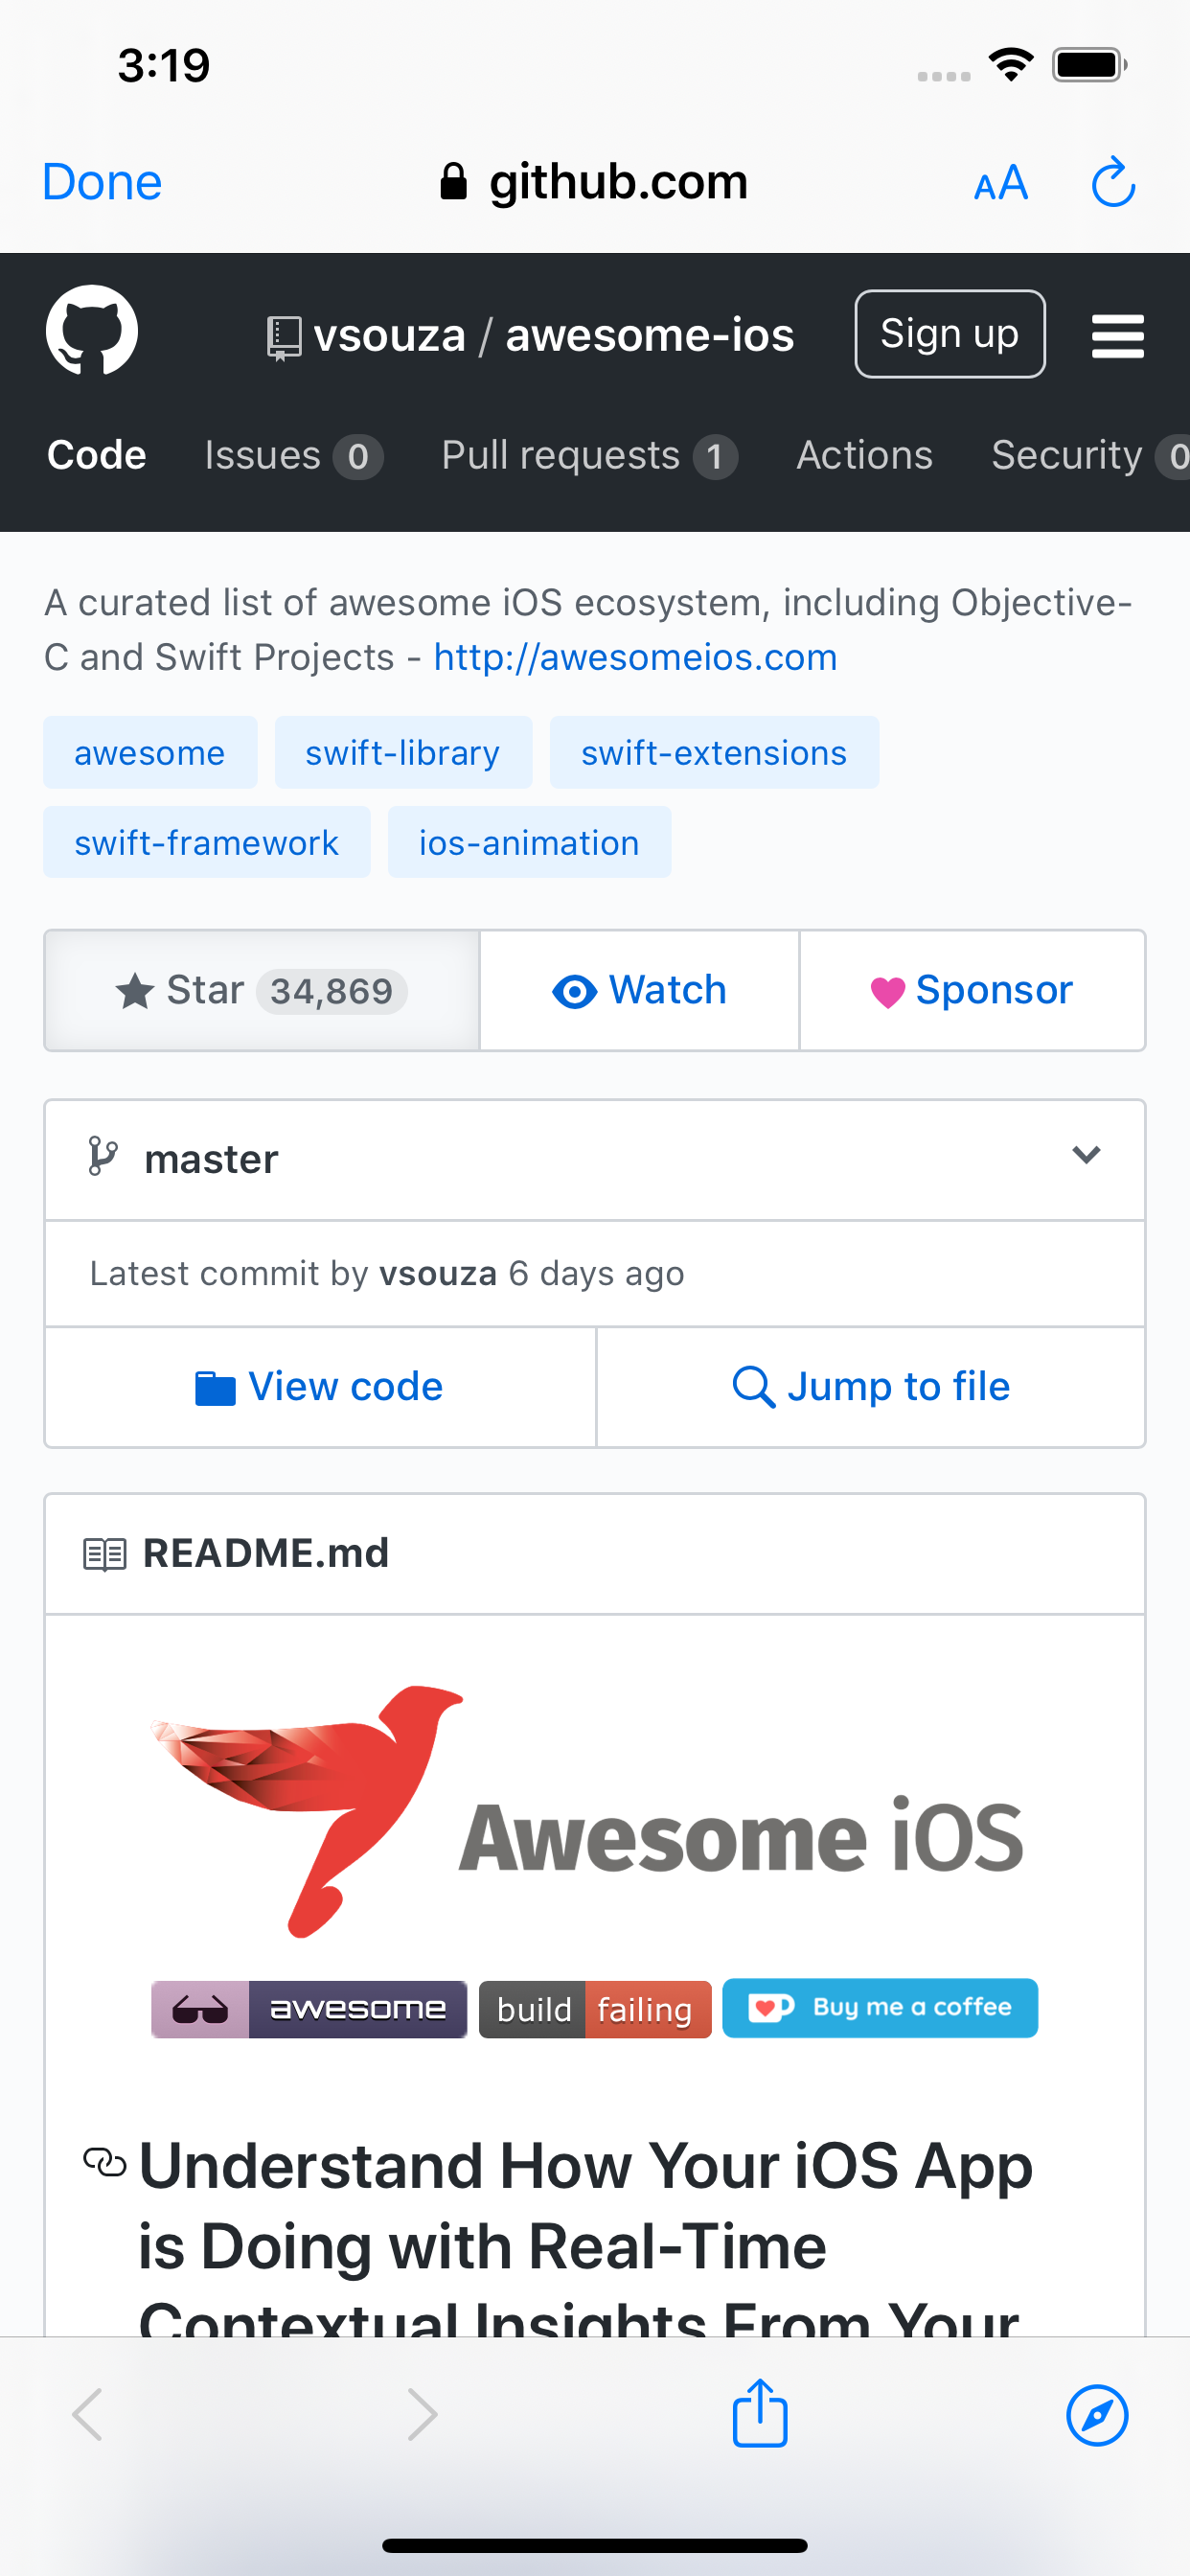 3:19
Done
github.com
AA
vsouza / awesome-ios
Sign up
Code
Issues 0
Pull requests 1
Actions
Security 0
A curated list of awesome iOS ecosystem, including Objective-
C and Swift Projects - http://awesomeios.com
awesome
swift-library
swift-extensions
swift-framework
ios-animation
Star 34,869
Watch
Sponsor
master
Latest commit by vsouza 6 days ago
View code
Jump to file
README.md
Awesome iOS
awesome
build failing
Buy me a coffee
Understand How Your iOS App
is Doing with Real-Time
Contextual Insights From Your